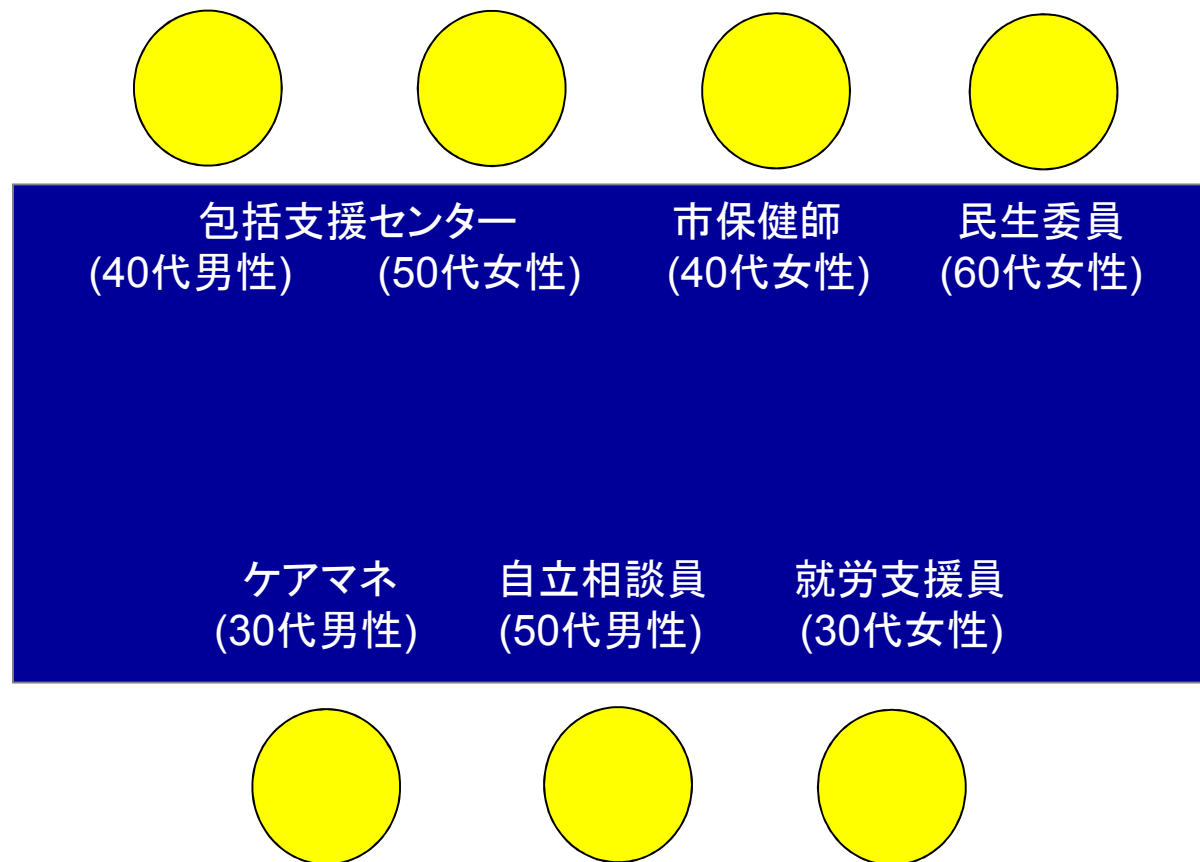 包括支援センター 市保健師 民生委員
(40代男性) (50代女性) (40代女性) (60代女性)
ケアマネ 自立相談員 就労支援員
(30代男性) (50代男性) (30代女性)